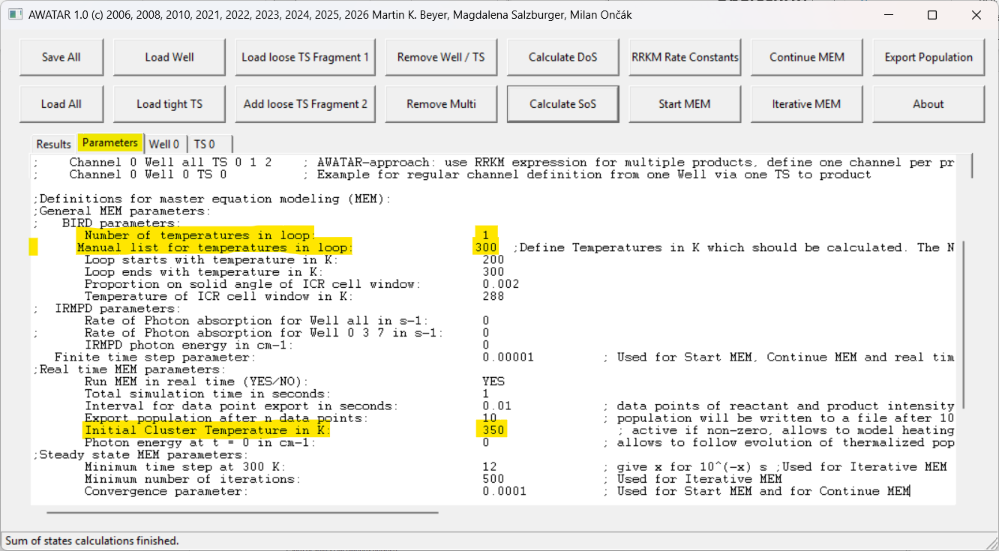 AWATAR 1.0 (c) 2006, 2008, 2010, 2021, 2022, 2023, 2024, 2025, 2026 Martin K. Beyer, Magdalena Salzburger, Milan Ončák
Save All
Load Well
Load loose TS Fragment 1
Remove Well / TS
Calculate DoS
RRKM Rate Constants
Continue MEM
Export Population
Load All
Load tight TS
Add loose TS Fragment 2
Remove Multi
Calculate SoS
Start MEM
Iterative MEM
About
Results Parameters Well 0 TS 0
; Channel 0 Well all TS 0 1 2 ; AWATAR-approach: use RRKM expression for multiple products, define one channel per pr
; Channel 0 Well 0 TS 0 ; Example for regular channel definition from one Well via one TS to product
;Definitions for master equation modeling (MEM):
;General MEM parameters:
; BIRD parameters:
Number of temperatures in loop: 1
Manual list for temperatures in loop: 300 ;Define Temperatures in K which should be calculated. The N
Loop starts with temperature in K: 200
Loop ends with temperature in K: 300
Proportion on solid angle of ICR cell window: 0.002
Temperature of ICR cell window in K: 288
; IRMPD parameters:
Rate of Photon absorption for Well all in s-1: 0
; Rate of Photon absorption for Well 0 3 7 in s-1: 0
IRMPD photon energy in cm-1: 0
Finite time step parameter: 0.00001 ; Used for Start MEM, Continue MEM and real tim
;Real time MEM parameters:
Run MEM in real time (YES/NO): YES
Total simulation time in seconds: 1
Interval for data point export in seconds: 0.01 ; data points of reactant and product intensity
Export population after n data points: 10 ; population will be written to a file after 10
Initial Cluster Temperature in K: 350 ; active if non-zero, allows to model heating
Photon energy at t = 0 in cm-1: 0 ; allows to follow evolution of thermalized pop
;Steady state MEM parameters:
Minimum time step at 300 K: 12 ; give x for 10^(-x) s ;Used for Iterative MEM
Minimum number of iterations: 500 ; Used for Iterative MEM
Convergence parameter: 0.0001 ; Used for Start MEM and for Continue MEM
Sum of states calculations finished.